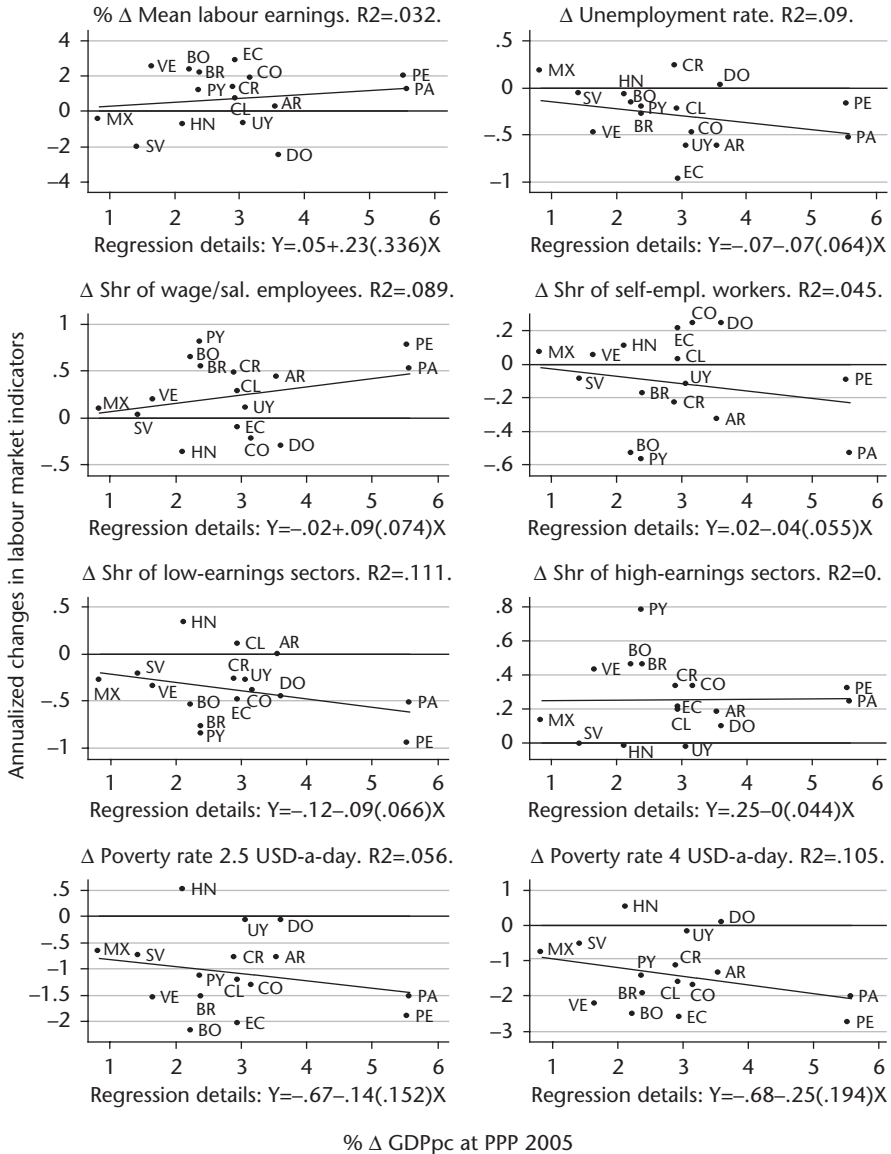 % Δ Mean labour earnings. R2=.032.
4
2
0
−2
−4
VE
BO
BR
EC
CO
PE
PY
CR
PA
CL
AR
MX
HN
UY
SV
DO
1 2 3 4 5 6
Regression details: Y=.05+.23(.336)X
Δ Unemployment rate. R2=.09.
.5
0
−.5
−1
MX
CR
DO
SV
HN
BO
PY
CL
PE
BR
VE
CO
PA
UY
AR
EC
1 2 3 4 5 6
Regression details: Y=−.07−.07(.064)X
Δ Shr of wage/sal. employees. R2=.089.
1
.5
0
−.5
PY
BO
BR
CR
AR
PE
PA
VE
CL
MX
UY
SV
EC
HN
CO
DO
1 2 3 4 5 6
Regression details: Y=−.02+.09(.074)X
Δ Shr of self-empl. workers. R2=.045.
.2
0
−.2
−.4
−.6
CO
DO
MX
VE
HN
EC
CL
SV
UY
PE
BR
CR
AR
BO
PY
PA
1 2 3 4 5 6
Regression details: Y=.02−.04(.055)X
Δ Shr of low-earnings sectors. R2=.111.
.5
0
−.5
−1
HN
CL
AR
SV
CR
UY
MX
VE
DO
BO
CO
EC
PA
BR
PY
PE
1 2 3 4 5 6
Regression details: Y=−.12−.09(.066)X
Δ Shr of high-earnings sectors. R2=0.
.8
.6
.4
.2
0
PY
BO
BR
VE
CR
CO
PE
PA
EC
AR
MX
CL
DO
SV
HN
UY
1 2 3 4 5 6
Regression details: Y=.25−0(.044)X
Δ Poverty rate 2.5 USD-a-day. R2=.056.
.5
0
−.5
−1
−1.5
−2
HN
UY
DO
MX
SV
CR
AR
PY
CL
CO
VE
BR
PA
PE
BO
EC
1 2 3 4 5 6
Regression details: Y=−.67−.14(.152)X
Δ Poverty rate 4 USD-a-day. R2=.105.
1
0
−1
−2
−3
HN
DO
UY
SV
MX
PY
CR
AR
BR
CL
CO
VE
BO
EC
PA
PE
1 2 3 4 5 6
Regression details: Y=−.68−.25(.194)X
Annualized changes in labour market indicators
% Δ GDPpc at PPP 2005